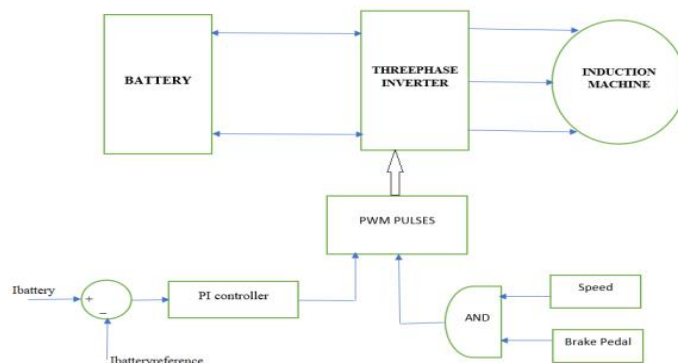 BATTERY
THREEPHASE
INVERTER
INDUCTION
MACHINE
PWM PULSES
Ibattery
+
−
PI controller
AND
Speed
Brake Pedal
Ibatteryreference